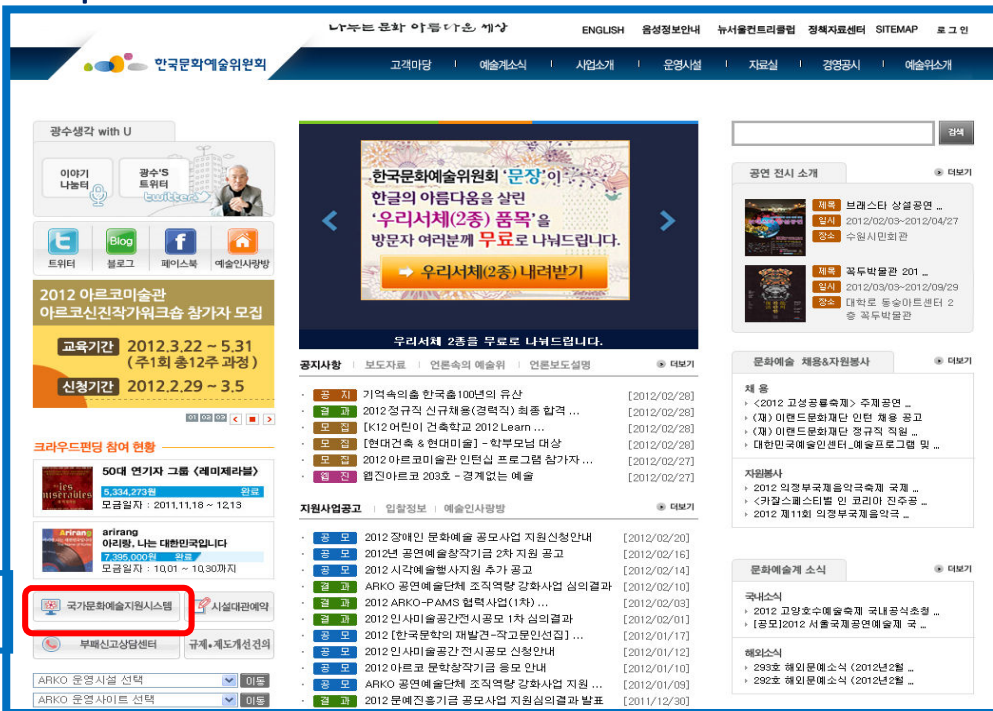 나누는 문화 아름다운 세상
ENGLISH 음성정보안내 뉴서울컨트리클럽 정책자료센터 SITEMAP 로그인
한국문화예술위원회
고객마당 예술계소식 사업소개 운영시설 자료실 경영공시 예술위소개
광수생각 with U
이야기
나눔터
광수'S
트위터
twitter
트위터 블로그 페이스북 예술인사랑방
Blog
2012 아르코미술관
아르코신진작가워크숍 참가자 모집
교육기간 2012.3.22 ~ 5.31
(주1회 총12주 과정)
신청기간 2012.2.29 ~ 3.5
01 02 03
크라우드펀딩 참여 현황
50대 연기자 그룹 <레미제라블>
5,334,273원 완료
모금일자 : 2011.11.18 ~ 12.13
arirang
아리랑, 나는 대한민국입니다
7,395,000원 완료
모금일자 : 10.01 ~ 10.30까지
국가문화예술지원시스템
시설대관예약
부패신고상담센터
규제•제도개선건의
ARKO 운영시설 선택 이동
ARKO 운영사이트 선택 이동
한국문화예술위원회 '문장'이
한글의 아름다움을 살린
'우리서체(2종) 품목'을
방문자 여러분께 무료로 나눠드립니다.
우리서체(2종) 내려받기
우리서체 2종을 무료로 나눠드립니다.
공지사항 보도자료 언론속의 예술위 언론보도설명 더보기
공 지 기억속의춤 한국춤100년의 유산 [2012/02/28]
결 과 2012 정규직 신규채용(경력직) 최종 합격 ... [2012/02/28]
모 집 [K12 어린이 건축학교 2012 Learn ... [2012/02/28]
모 집 [현대건축 & 현대미술] - 학부모님 대상 [2012/02/28]
모 집 2012 아르코미술관 인턴십 프로그램 참가자 ... [2012/02/27]
웹 진 웹진아르코 203호 - 경계없는 예술 [2012/02/27]
지원사업공고 입찰정보 예술인사랑방 더보기
공 모 2012 장애인 문화예술 공모사업 지원신청안내 [2012/02/20]
공 모 2012년 공연예술창작기금 2차 지원 공고 [2012/02/16]
공 모 2012 시각예술행사지원 추가 공고 [2012/02/14]
결 과 ARKO 공연예술단체 조직역량 강화사업 심의결과 [2012/02/10]
결 과 2012 ARKO-PAMS 협력사업(1차) ... [2012/02/03]
결 과 2012 인사미술공간전시공모 1차 심의결과 [2012/02/01]
공 모 2012 [한국문학의 재발견-작고문인선집] ... [2012/01/17]
공 모 2012 인사미술공간 전시공모 신청안내 [2012/01/12]
공 모 2012 아르코 문학창작기금 응모 안내 [2012/01/10]
공 모 ARKO 공연예술단체 조직역량 강화사업 지원 ... [2012/01/09]
결 과 2012 문예진흥기금 공모사업 지원심의결과 발표 [2011/12/30]
검색
공연 전시 소개 더보기
제목 브래스타 상설공연 ...
일시 2012/02/03~2012/04/27
장소 수원시민회관
제목 꼭두박물관 201 ...
일시 2012/03/03~2012/09/29
장소 대학로 동숭아트센터 2
층 꼭두박물관
문화예술 채용&자원봉사 더보기
채 용
<2012 고성공룡축제> 주제공연 ...
(재) 이랜드문화재단 인턴 채용 공고
(재) 이랜드문화재단 정규직 직원 ...
대한민국예술인센터_예술프로그램 및 ...
자원봉사
2012 의정부국제음악극축제 국제 ...
<카잘스페스티벌 인 코리아 진주공 ...
2012 제11회 의정부국제음악극 ...
문화예술계 소식 더보기
국내소식
2012 고양호수예술축제 국내공식초청 ...
[공모]2012 서울국제공연예술제 국 ...
해외소식
293호 해외문예소식 (2012년2월 ...
292호 해외문예소식 (2012년2월 ...